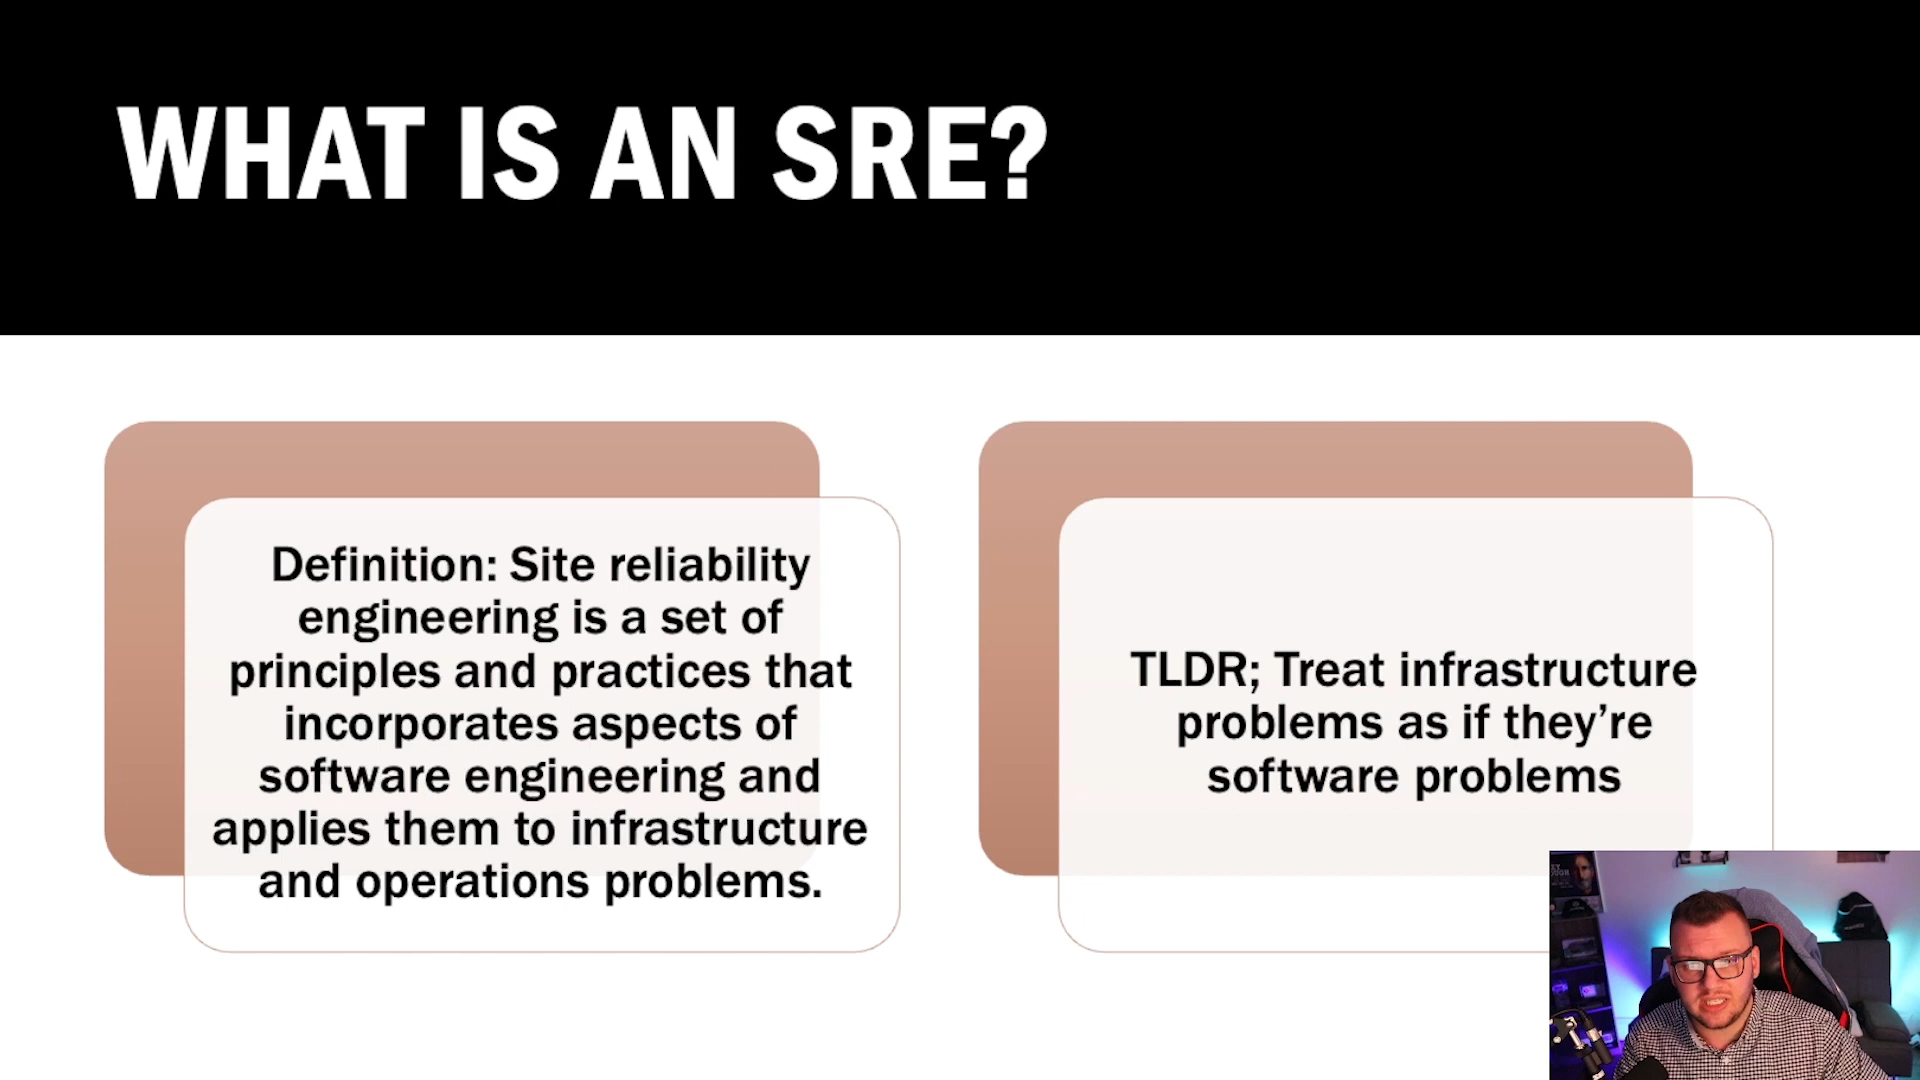 WHAT IS AN SRE?
Definition: Site reliability
engineering is a set of
principles and practices that
incorporates aspects of
software engineering and
applies them to infrastructure
and operations problems.
TLDR; Treat infrastructure
problems as if they’re
software problems